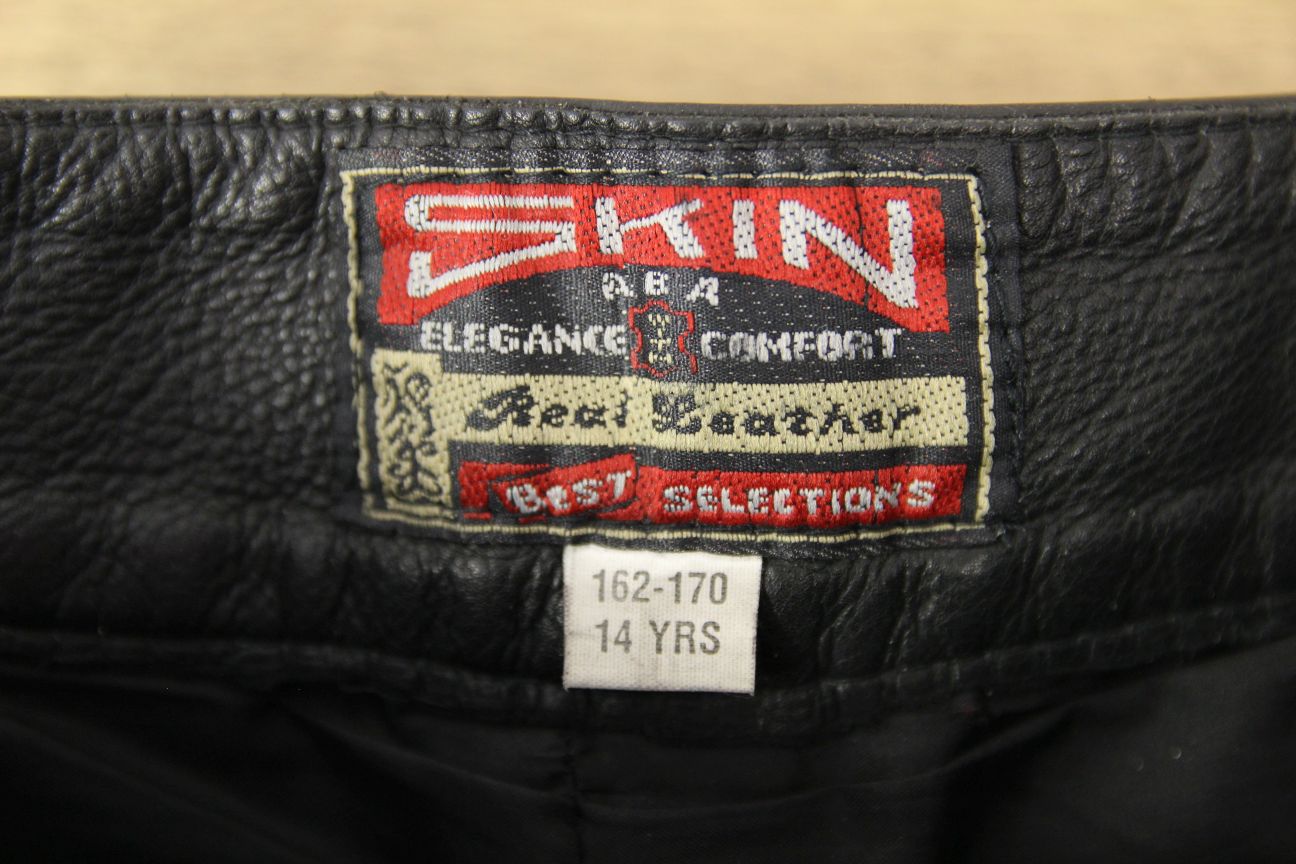 SKIN
ABA
ELEGANCE COMFORT
Real Leather
BeST SELECTIONS
162-170
14 YRS